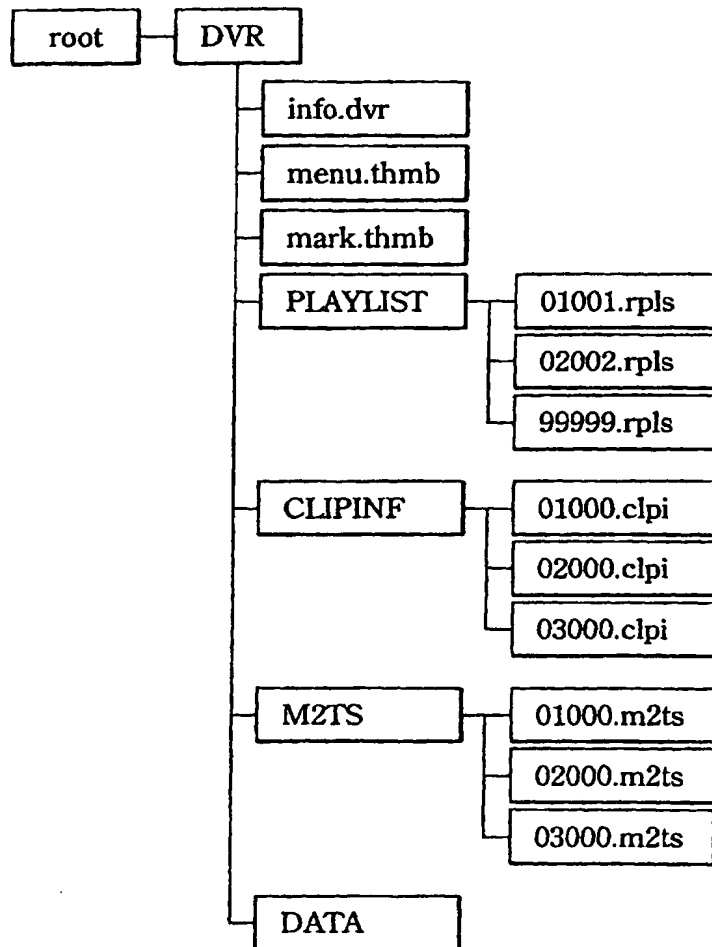 root DVR
info.dvr
menu.thmb
mark.thmb
PLAYLIST 01001.rpls
02002.rpls
99999.rpls
CLIPINF 01000.clpi
02000.clpi
03000.clpi
M2TS 01000.m2ts
02000.m2ts
03000.m2ts
DATA